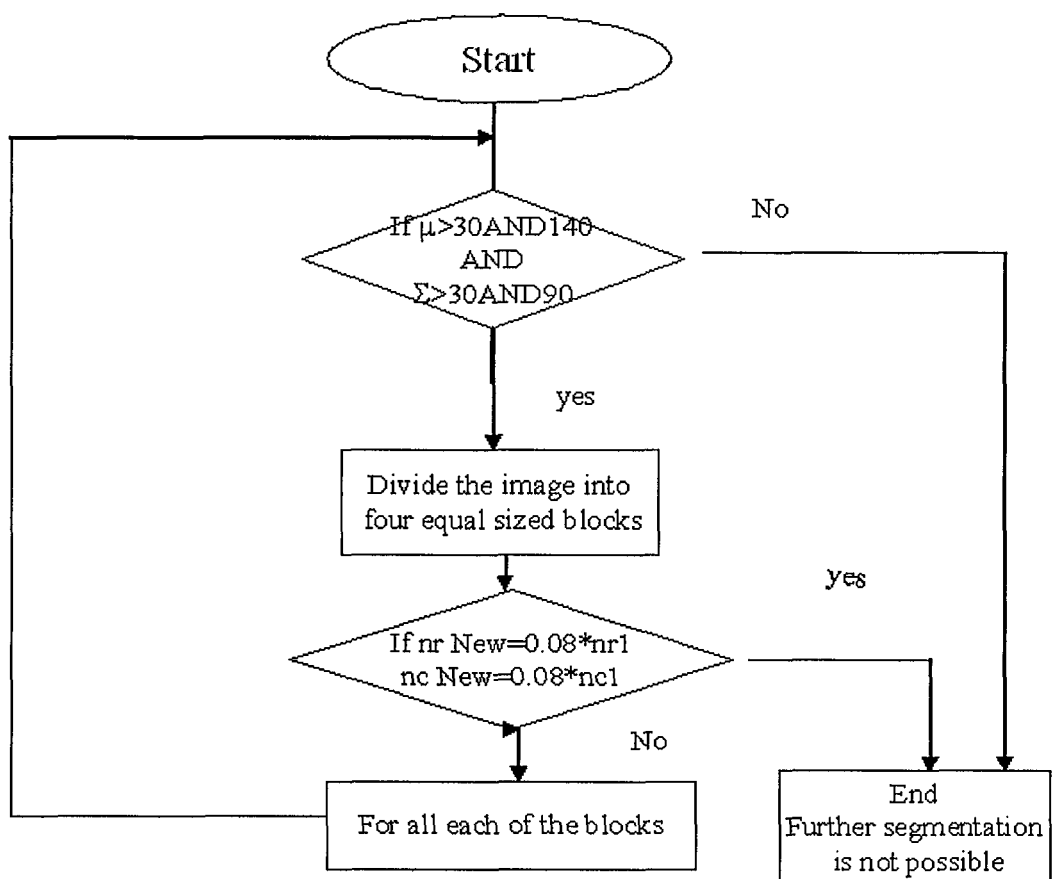 Start
If μ>30AND140
AND
Σ>30AND90
No
yes
Divide the image into
four equal sized blocks
yes
If nr New=0.08*nr1
nc New=0.08*nc1
No
For all each of the blocks
End
Further segmentation
is not possible